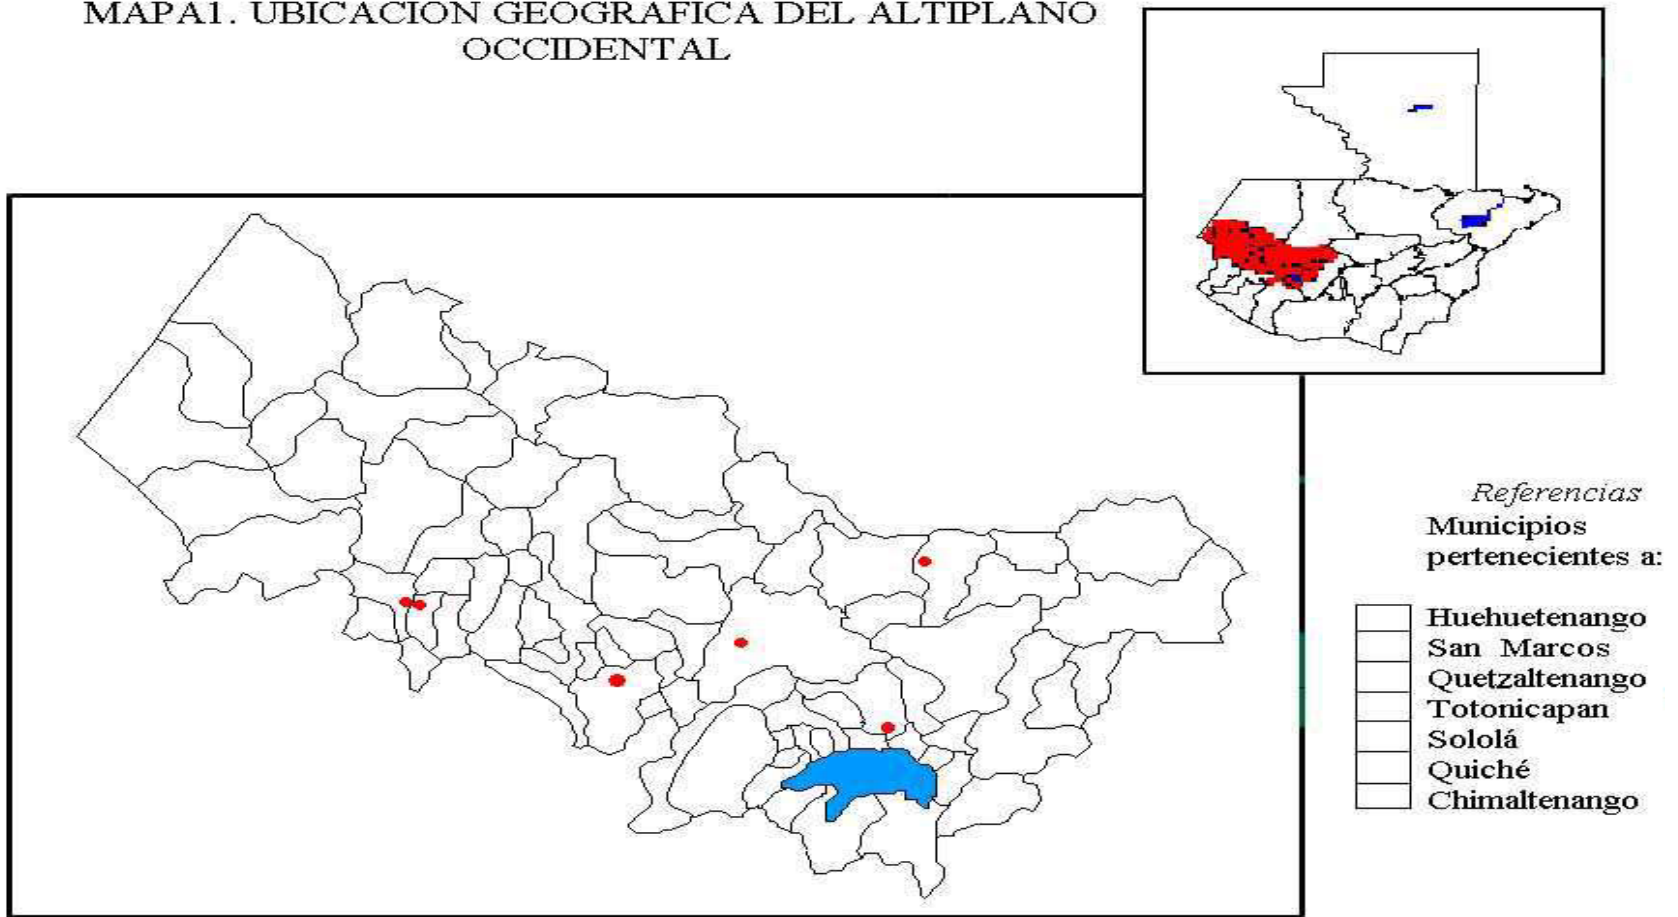 MAPA1. UBICACION GEOGRAFICA DEL ALTIPLANO
OCCIDENTAL
Referencias
Municipios
pertenecientes a:
Huehuetenango
San Marcos
Quetzaltenango
Totonicapan
Sololá
Quiché
Chimaltenango